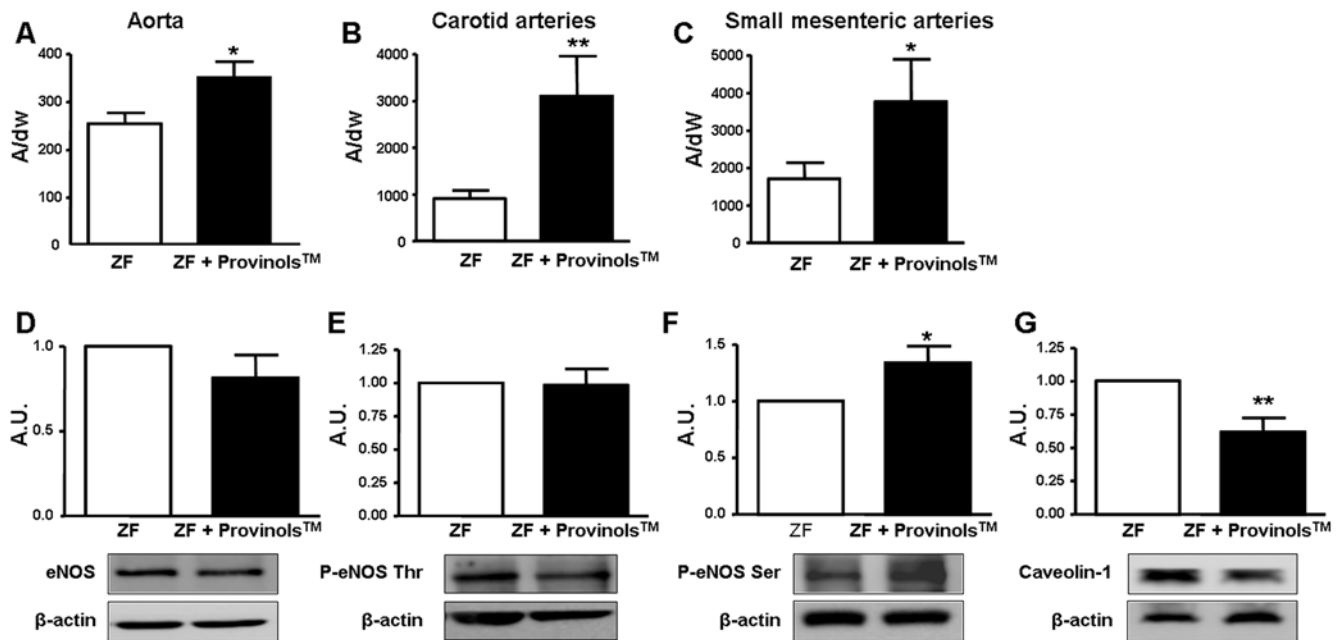 Aorta
Carotid arteries
Small mesenteric arteries
A
B
C
A/dw
400
300
200
100
0
*
ZF
ZF + Provinols™
A/dw
4000
3000
2000
1000
0
**
ZF
ZF + Provinols™
A/dW
5000
4000
3000
2000
1000
0
*
ZF
ZF + Provinols™
D
E
F
G
A.U.
1.0
0.5
0.0
ZF
ZF + Provinols™
A.U.
1.25
1.00
0.75
0.50
0.25
0.00
ZF
ZF + Provinols™
A.U.
1.5
1.0
1.5
0.0
*
ZF
ZF + Provinols™
A.U.
1.25
1.00
0.75
0.50
0.25
0.00
**
ZF
ZF + Provinols™
eNOS
P-eNOS Thr
P-eNOS Ser
Caveolin-1
β-actin
β-actin
β-actin
β-actin